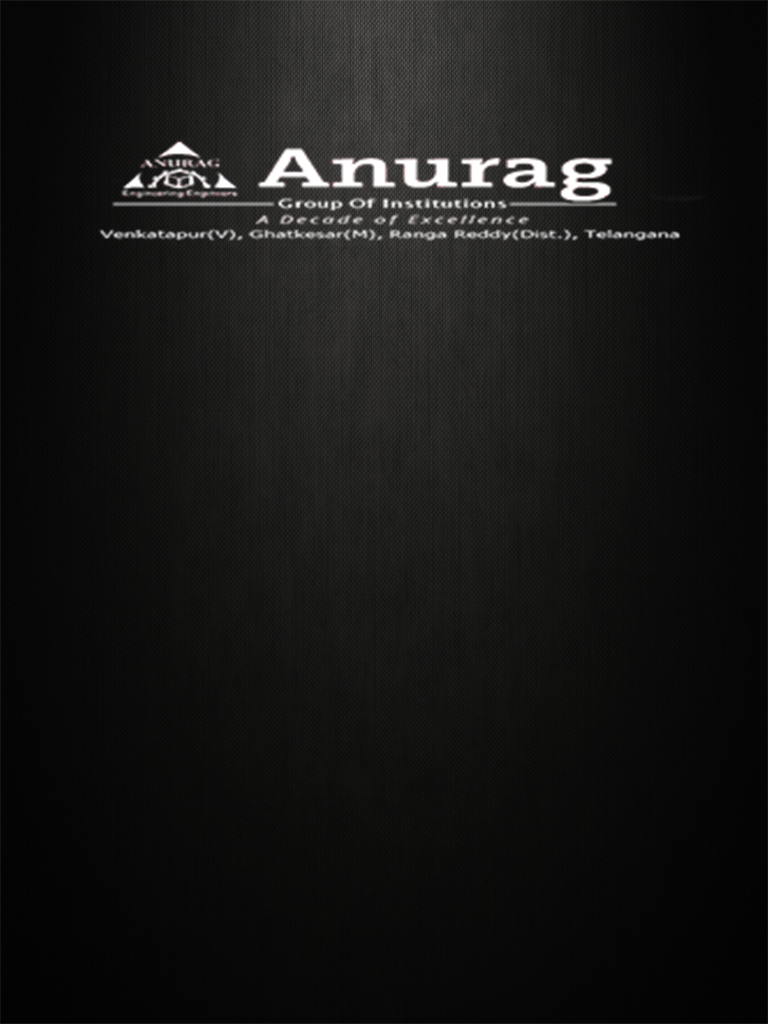 ANURAG
Engineering Engineers
Anurag
Group Of Institutions
A Decade of Excellence
Venkatapur(V), Ghatkesar(M), Ranga Reddy(Dist.), Telangana